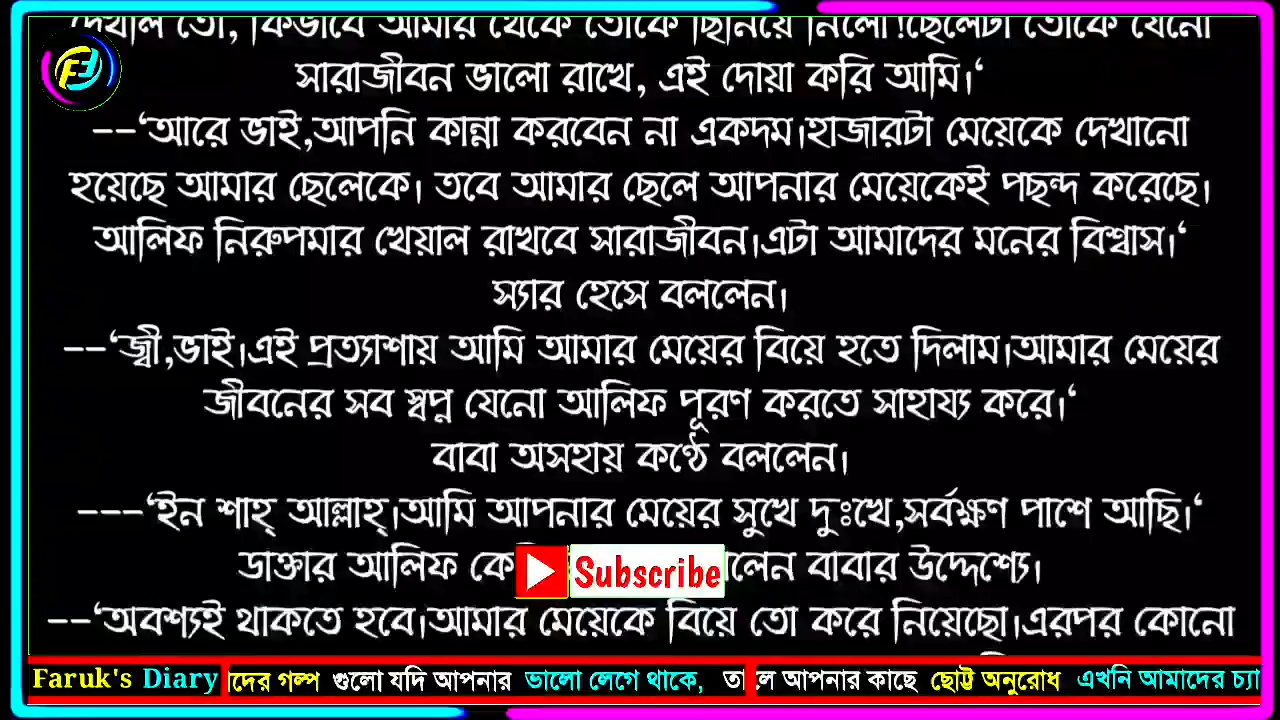 দেখলি তো, কিভাবে আমার থেকে তোকে ছিনিয়ে নিলো!ছেলেটা তোকে যেনো
সারাজীবন ভালো রাখে, এই দোয়া করি আমি।‘
--‘আরে ভাই,আপনি কান্না করবেন না একদম।হাজারটা মেয়েকে দেখানো
হয়েছে আমার ছেলেকে। তবে আমার ছেলে আপনার মেয়েকেই পছন্দ করেছে।
আলিফ নিরুপমার খেয়াল রাখবে সারাজীবন।এটা আমাদের মনের বিশ্বাস।‘
স্যার হেসে বললেন।
--‘জ্বী,ভাই।এই প্রত্যাশায় আমি আমার মেয়ের বিয়ে হতে দিলাম।আমার মেয়ের
জীবনের সব স্বপ্ন যেনো আলিফ পূরণ করতে সাহায্য করে।‘
বাবা অসহায় কণ্ঠে বললেন।
---‘ইন শাহ্ আল্লাহ্।আমি আপনার মেয়ের সুখে দুঃখে,সর্বক্ষণ পাশে আছি।‘
ডাক্তার আলিফ বাবার উদ্দেশ্যে।
Subscribe
--‘অবশ্যই থাকতে হবে।আমার মেয়েকে বিয়ে তো করে নিয়েছো।এরপর কোনো
Faruk's Diary গল্প গুলো যদি আপনার ভালো লেগে থাকে, আপনার কাছে ছোট্ট অনুরোধ এখনি আমাদের